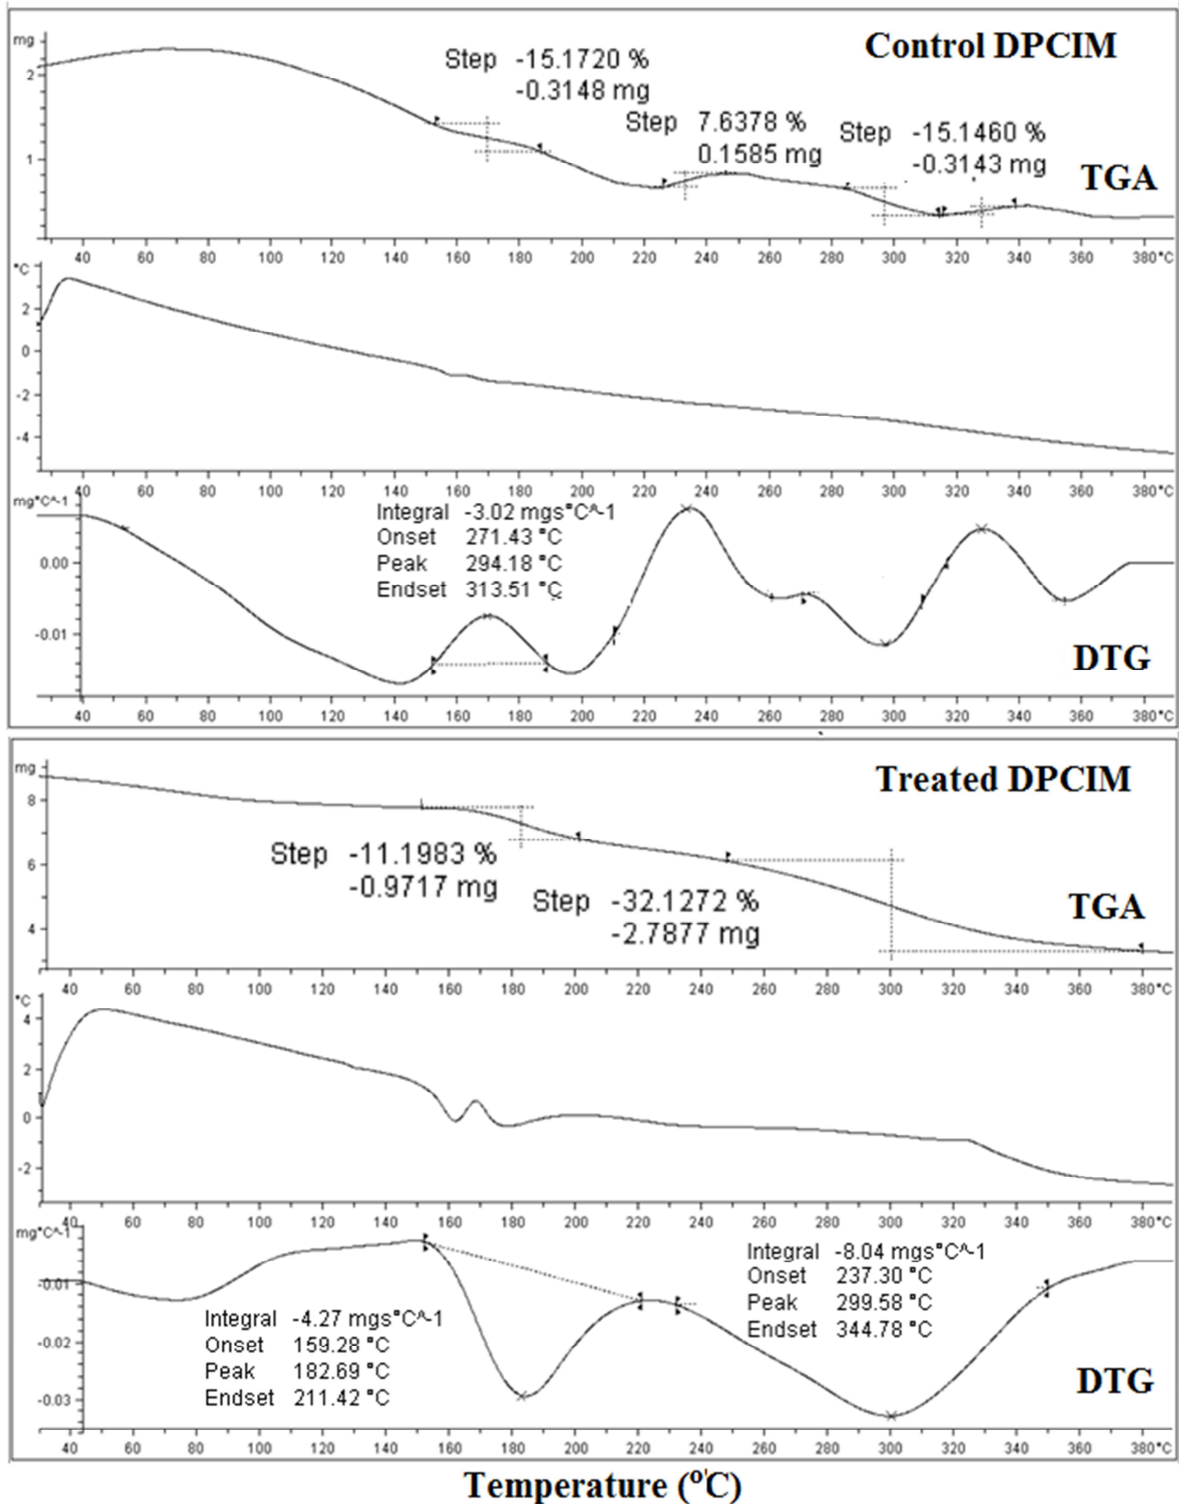 Control DPCIM
mg
Step -15.1720 %
-0.3148 mg
Step 7.6378 %
0.1585 mg
Step -15.1460 %
-0.3143 mg
2
1
TGA
40 60 80 100 120 140 160 180 200 220 240 260 280 300 320 340 360 380°C
°C
2
0
-2
-4
40 60 80 100 120 140 160 180 200 220 240 260 280 300 320 340 360 380°C
mg°C^-1
Integral -3.02 mgs°C^-1
Onset 271.43 °C
Peak 294.18 °C
Endset 313.51 °C
0.00
-0.01
DTG
40 60 80 100 120 140 160 180 200 220 240 260 280 300 320 340 360 380°C
Treated DPCIM
mg
8
6
4
Step -11.1983 %
-0.9717 mg
Step -32.1272 %
-2.7877 mg
TGA
40 60 80 100 120 140 160 180 200 220 240 260 280 300 320 340 360 380°C
°C
4
2
0
-2
40 60 80 100 120 140 160 180 200 220 240 260 280 300 320 340 360 380°C
mg°C^-1
-0.01
-0.02
-0.03
Integral -4.27 mgs°C^-1
Onset 159.28 °C
Peak 182.69 °C
Endset 211.42 °C
Integral -8.04 mgs°C^-1
Onset 237.30 °C
Peak 299.58 °C
Endset 344.78 °C
DTG
40 60 80 100 120 140 160 180 200 220 240 260 280 300 320 340 360 380°C
Temperature (°C)